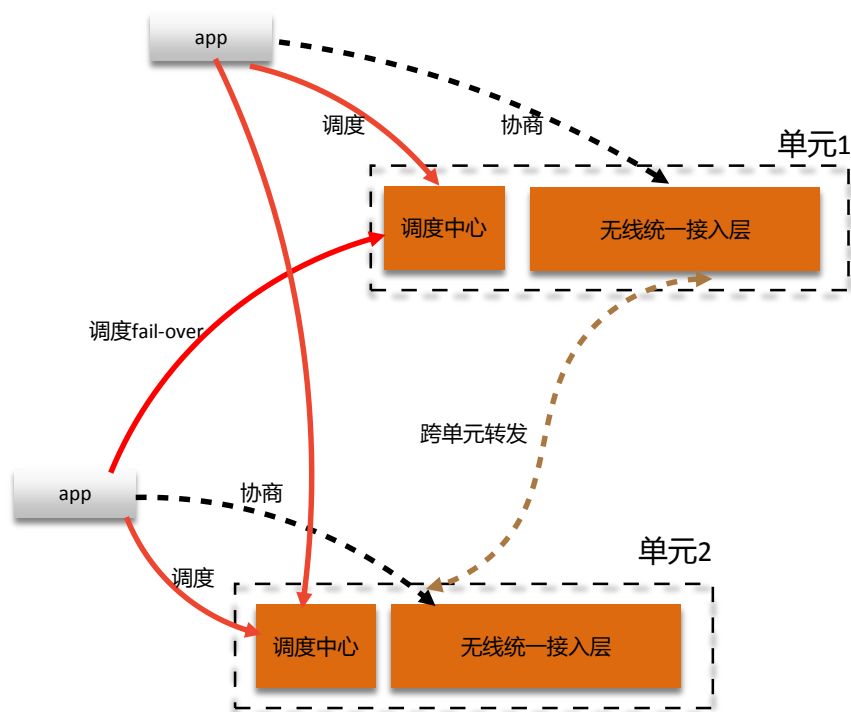 app
调度
协商
单元1
调度中心
无线统一接入层
调度fail-over
跨单元转发
app
协商
单元2
调度
调度中心
无线统一接入层